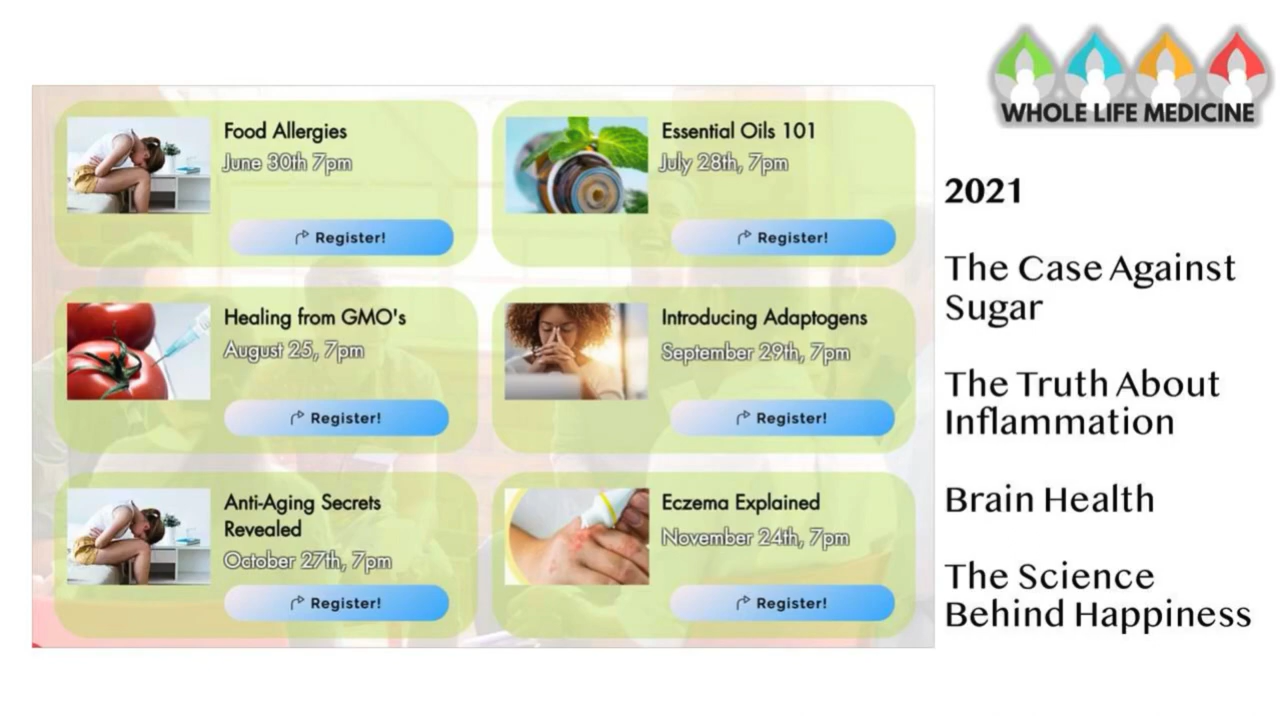 WHOLE LIFE MEDICINE
Food Allergies
June 30th 7pm
Register!
Essential Oils 101
July 28th, 7pm
Register!
Healing from GMO's
August 25, 7pm
Register!
Introducing Adaptogens
September 29th, 7pm
Register!
Anti-Aging Secrets
Revealed
October 27th, 7pm
Register!
Eczema Explained
November 24th, 7pm
Register!
2021
The Case Against
Sugar
The Truth About
Inflammation
Brain Health
The Science
Behind Happiness